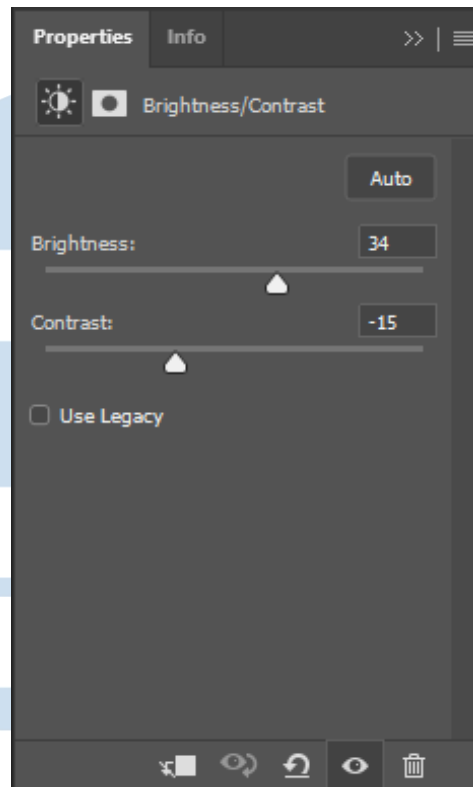 Properties Info
Brightness/Contrast
Auto
Brightness: 34
Contrast: -15
Use Legacy